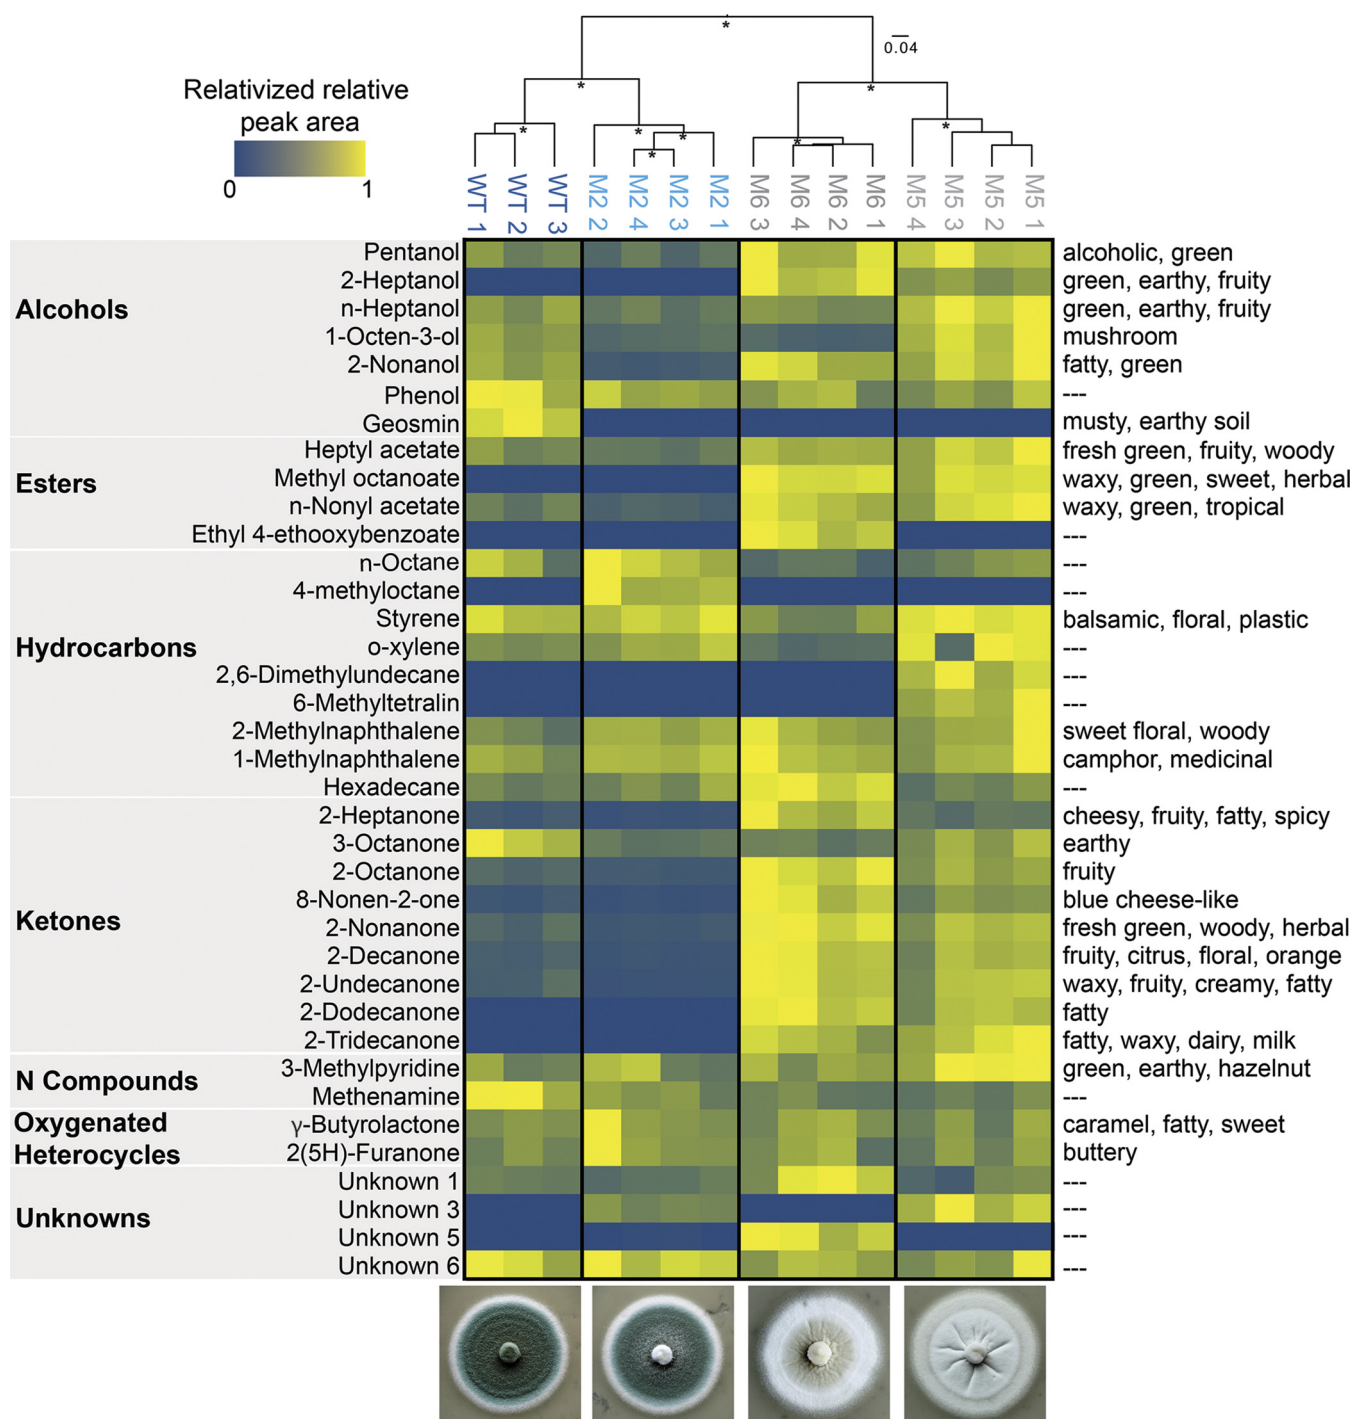 0.04
Relativized relative
peak area
0 1
WT 1 WT 2 WT 3 M2 2 M2 4 M2 3 M2 1 M6 3 M6 4 M6 2 M6 1 M5 4 M5 3 M5 2 M5 1
* * * * * * * * * *
Alcohols
Pentanol alcoholic, green
2-Heptanol green, earthy, fruity
n-Heptanol green, earthy, fruity
1-Octen-3-ol mushroom
2-Nonanol fatty, green
Phenol ---
Geosmin musty, earthy soil
Esters
Heptyl acetate fresh green, fruity, woody
Methyl octanoate waxy, green, sweet, herbal
n-Nonyl acetate waxy, green, tropical
Ethyl 4-ethooxybenzoate ---
Hydrocarbons
n-Octane ---
4-methyloctane ---
Styrene balsamic, floral, plastic
o-xylene ---
2,6-Dimethylundecane ---
6-Methyltetralin ---
2-Methylnaphthalene sweet floral, woody
1-Methylnaphthalene camphor, medicinal
Hexadecane ---
Ketones
2-Heptanone cheesy, fruity, fatty, spicy
3-Octanone earthy
2-Octanone fruity
8-Nonen-2-one blue cheese-like
2-Nonanone fresh green, woody, herbal
2-Decanone fruity, citrus, floral, orange
2-Undecanone waxy, fruity, creamy, fatty
2-Dodecanone fatty
2-Tridecanone fatty, waxy, dairy, milk
N Compounds
3-Methylpyridine green, earthy, hazelnut
Methenamine ---
Oxygenated
Heterocycles
γ-Butyrolactone caramel, fatty, sweet
2(5H)-Furanone buttery
Unknowns
Unknown 1 ---
Unknown 3 ---
Unknown 5 ---
Unknown 6 ---